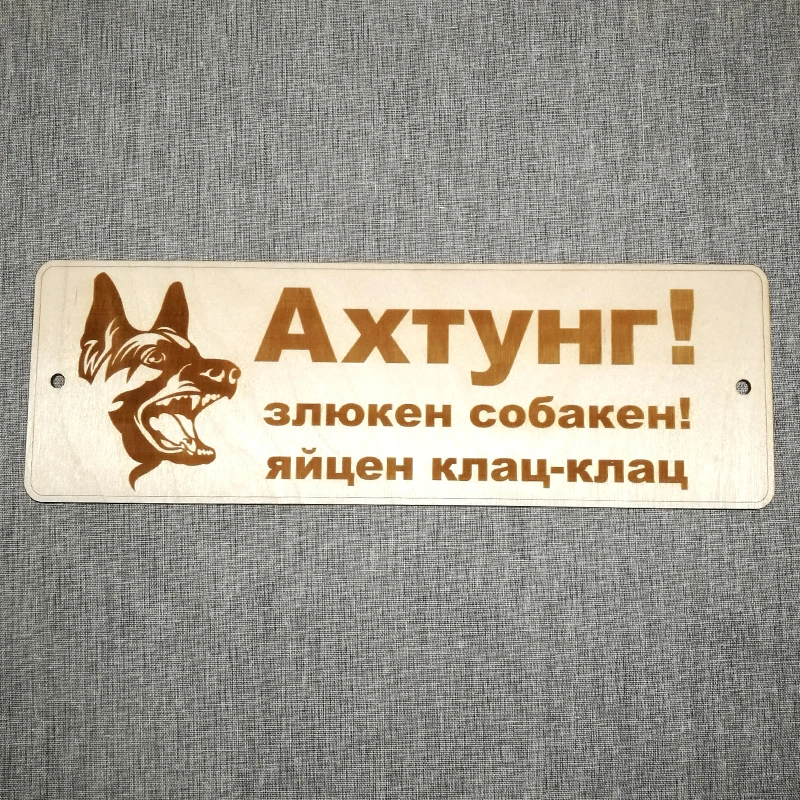 Ахтунг!
злюкен собакен!
яйцен клац-клац